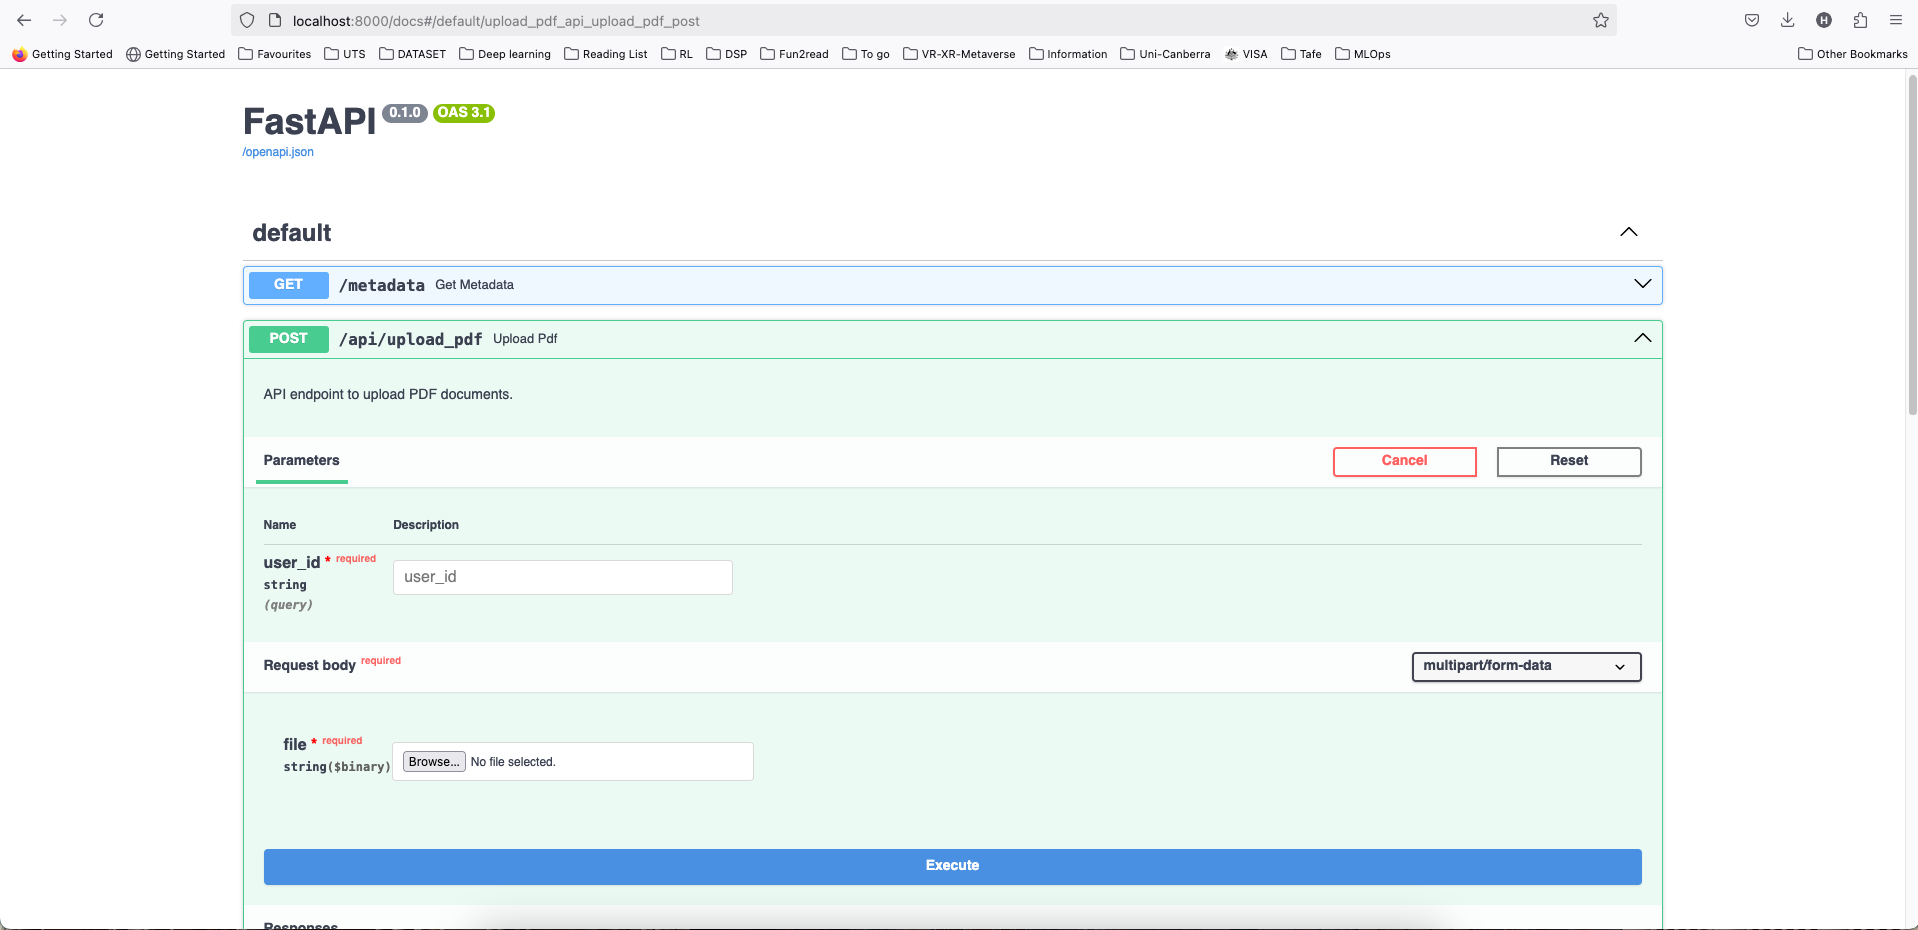 localhost:8000/docs#/default/upload_pdf_api_upload_pdf_post
H
Getting Started Getting Started Favourites UTS DATASET Deep learning Reading List RL DSP Fun2read To go VR-XR-Metaverse Information Uni-Canberra VISA Tafe MLOps Other Bookmarks
FastAPI 0.1.0 OAS 3.1
/openapi.json
default
GET /metadata Get Metadata
POST /api/upload_pdf Upload Pdf
API endpoint to upload PDF documents.
Parameters Cancel Reset
Name Description
user_id * required
string
(query)
user_id
Request body required multipart/form-data
file * required
string($binary)
Browse... No file selected.
Execute
Responses